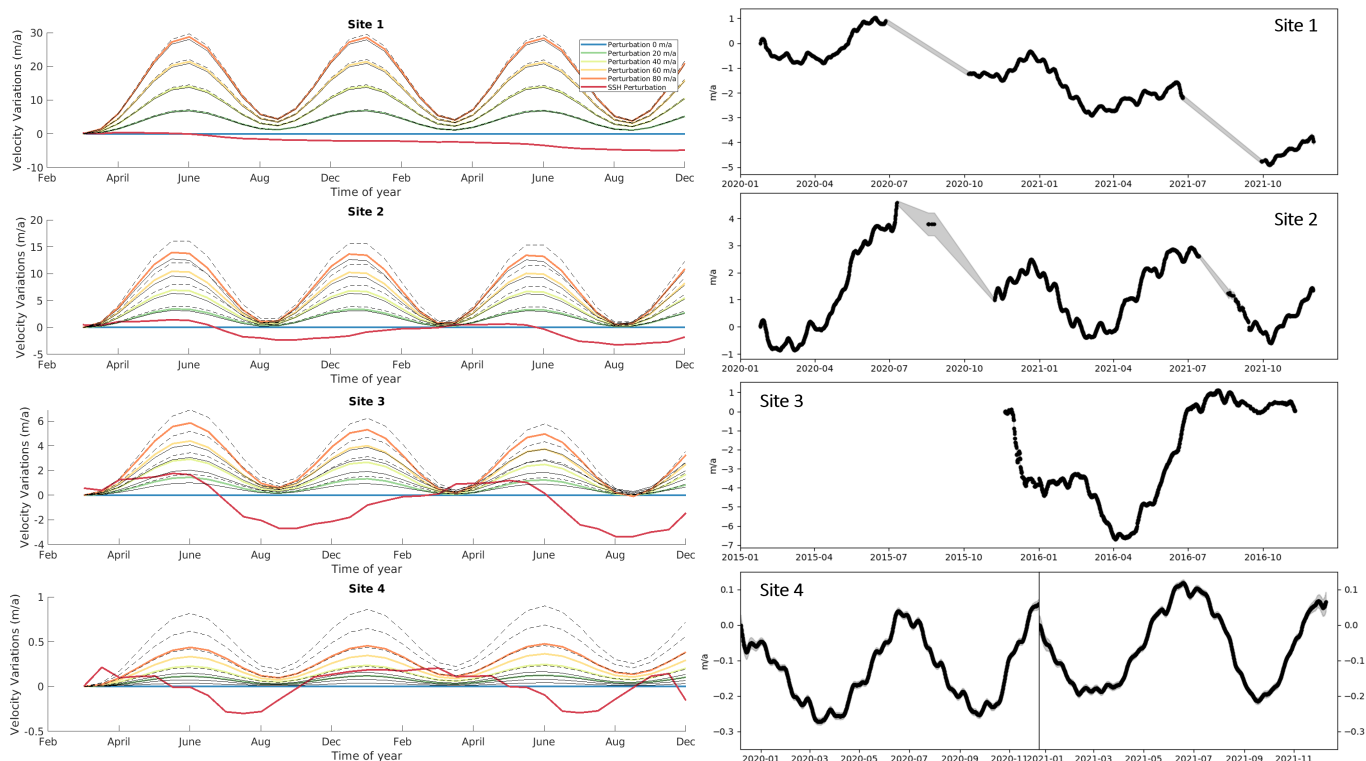 Site 1
Velocity Variations (m/a)
30
20
10
0
-10
Perturbation 0 m/a
Perturbation 20 m/a
Perturbation 40 m/a
Perturbation 60 m/a
Perturbation 80 m/a
SSH Perturbation
Feb April June Aug Oct Dec Feb April June Aug Dec
Time of year
Site 2
Velocity Variations (m/a)
20
15
10
5
0
-5
Feb April June Aug Dec Feb April June Aug Dec
Time of year
Site 3
Velocity Variations (m/a)
6
4
2
0
-2
-4
Feb April June Aug Dec Feb April June Aug Dec
Time of year
Site 4
Velocity Variations (m/a)
1
0.5
0
-0.5
Feb April June Aug Dec Feb April June Aug Dec
Time of year
Site 1
m/a
1
0
−1
−2
−3
−4
−5
2020-01 2020-04 2020-07 2020-10 2021-01 2021-04 2021-07 2021-10
Site 2
m/a
4
3
2
1
0
−1
2020-01 2020-04 2020-07 2020-10 2021-01 2021-04 2021-07 2021-10
Site 3
m/a
1
0
−1
−2
−3
−4
−5
−6
−7
2015-01 2015-04 2015-07 2015-10 2016-01 2016-04 2016-07 2016-10
Site 4
m/a
0.1
0.0
−0.1
−0.2
−0.3
0.1
0.0
−0.1
−0.2
−0.3
2020-01 2020-03 2020-05 2020-07 2020-09 2020-11 2021-01 2021-03 2021-05 2021-07 2021-09 2021-11